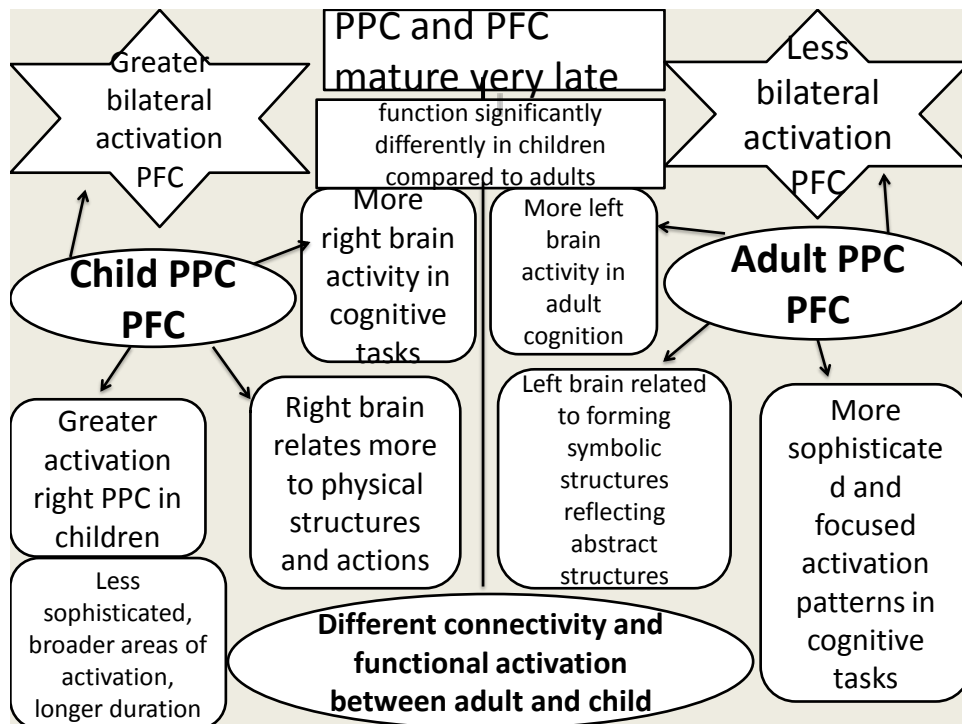 PPC and PFC
mature very late
function significantly
differently in children
compared to adults
Greater
bilateral
activation
PFC
Less
bilateral
activation
PFC
Child PPC
PFC
More
right brain
activity in
cognitive
tasks
More left
brain
activity in
adult
cognition
Adult PPC
PFC
Greater
activation
right PPC in
children
Right brain
relates more
to physical
structures
and actions
Left brain related
to forming
symbolic
structures
reflecting
abstract
structures
More
sophisticate
d and
focused
activation
patterns in
cognitive
tasks
Less
sophisticated,
broader areas of
activation,
longer duration
Different connectivity and
functional activation
between adult and child